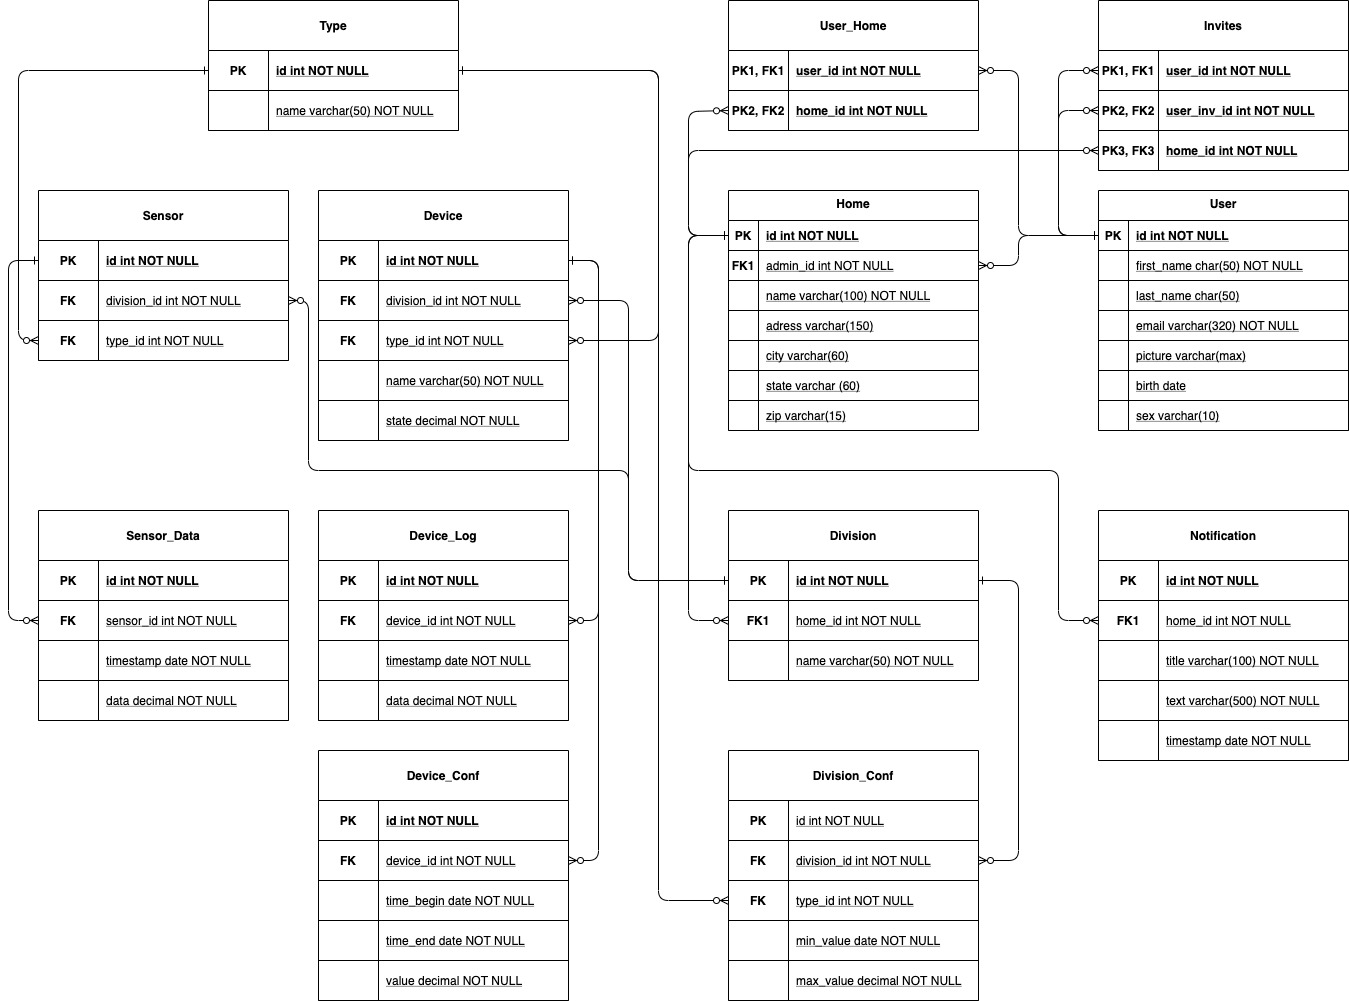 Type
PK id int NOT NULL
name varchar(50) NOT NULL
User_Home
PK1, FK1 user_id int NOT NULL
PK2, FK2 home_id int NOT NULL
Invites
PK1, FK1 user_id int NOT NULL
PK2, FK2 user_inv_id int NOT NULL
PK3, FK3 home_id int NOT NULL
Sensor
PK id int NOT NULL
FK division_id int NOT NULL
FK type_id int NOT NULL
Device
PK id int NOT NULL
FK division_id int NOT NULL
FK type_id int NOT NULL
name varchar(50) NOT NULL
state decimal NOT NULL
Home
PK id int NOT NULL
FK1 admin_id int NOT NULL
name varchar(100) NOT NULL
adress varchar(150)
city varchar(60)
state varchar (60)
zip varchar(15)
User
PK id int NOT NULL
first_name char(50) NOT NULL
last_name char(50)
email varchar(320) NOT NULL
picture varchar(max)
birth date
sex varchar(10)
Sensor_Data
PK id int NOT NULL
FK sensor_id int NOT NULL
timestamp date NOT NULL
data decimal NOT NULL
Device_Log
PK id int NOT NULL
FK device_id int NOT NULL
timestamp date NOT NULL
data decimal NOT NULL
Division
PK id int NOT NULL
FK1 home_id int NOT NULL
name varchar(50) NOT NULL
Notification
PK id int NOT NULL
FK1 home_id int NOT NULL
title varchar(100) NOT NULL
text varchar(500) NOT NULL
timestamp date NOT NULL
Device_Conf
PK id int NOT NULL
FK device_id int NOT NULL
time_begin date NOT NULL
time_end date NOT NULL
value decimal NOT NULL
Division_Conf
PK id int NOT NULL
FK division_id int NOT NULL
FK type_id int NOT NULL
min_value date NOT NULL
max_value decimal NOT NULL